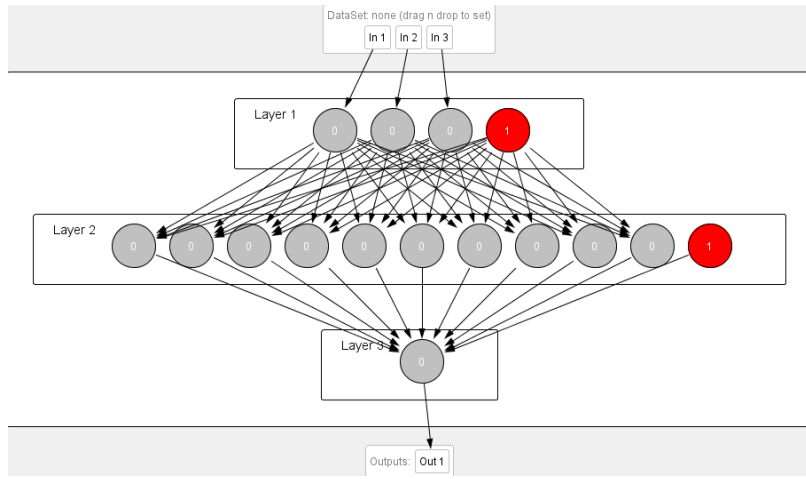 DataSet: none (drag n drop to set)
In 1 In 2 In 3
Layer 1
0 0 0 1
Layer 2
0 0 0 0 0 0 0 0 0 0 1
Layer 3
0
Outputs: Out 1